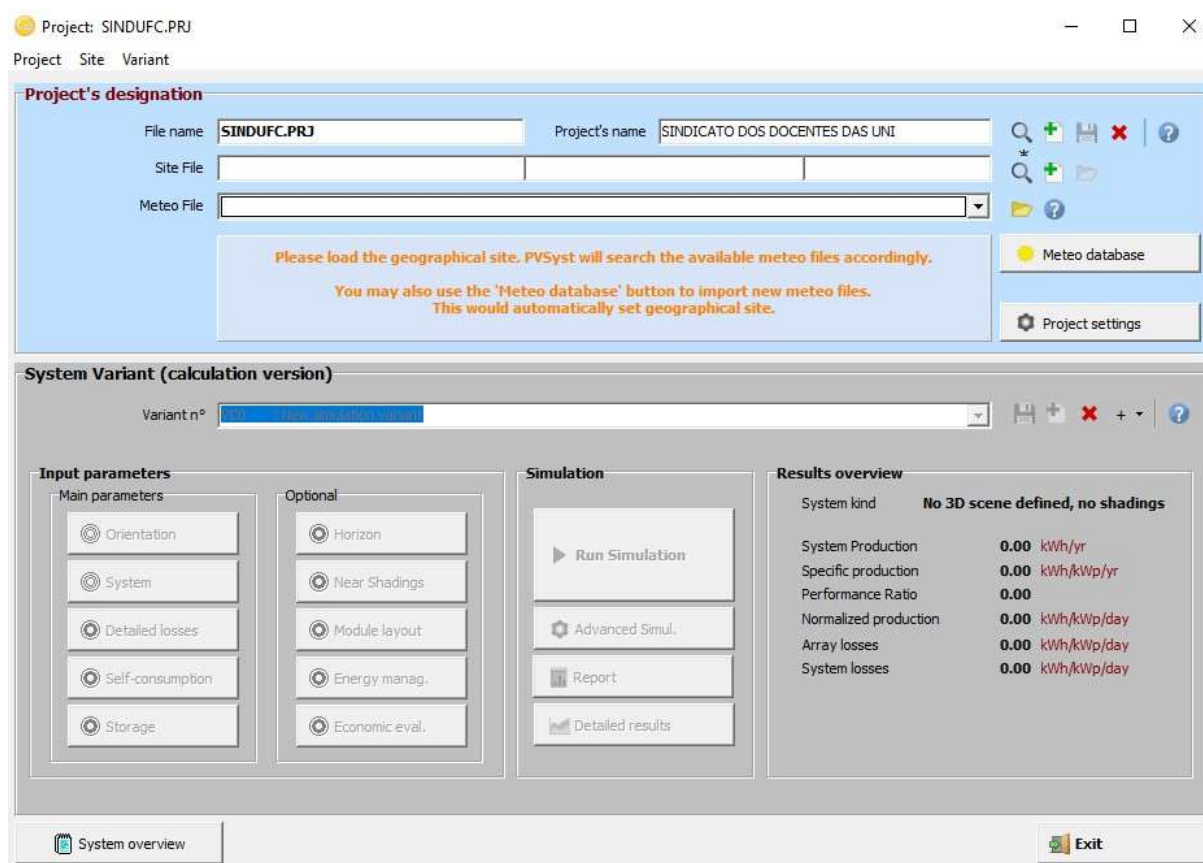 Project: SINDUFC.PRJ
Project Site Variant
Project's designation
File name SINDUFC.PRJ Project's name SINDICATO DOS DOCENTES DAS UNI
Site File
Meteo File
Please load the geographical site. PVSyst will search the available meteo files accordingly.
Meteo database
You may also use the 'Meteo database' button to import new meteo files.
This would automatically set geographical site.
Project settings
System Variant (calculation version)
Variant n° VC0 : New simulation variant
Input parameters
Main parameters
Orientation
System
Detailed losses
Self-consumption
Storage
Optional
Horizon
Near Shadings
Module layout
Energy manag.
Economic eval.
Simulation
Run Simulation
Advanced Simul.
Report
Detailed results
Results overview
System kind No 3D scene defined, no shadings
System Production 0.00 kWh/yr
Specific production 0.00 kWh/kWp/yr
Performance Ratio 0.00
Normalized production 0.00 kWh/kWp/day
Array losses 0.00 kWh/kWp/day
System losses 0.00 kWh/kWp/day
System overview
Exit